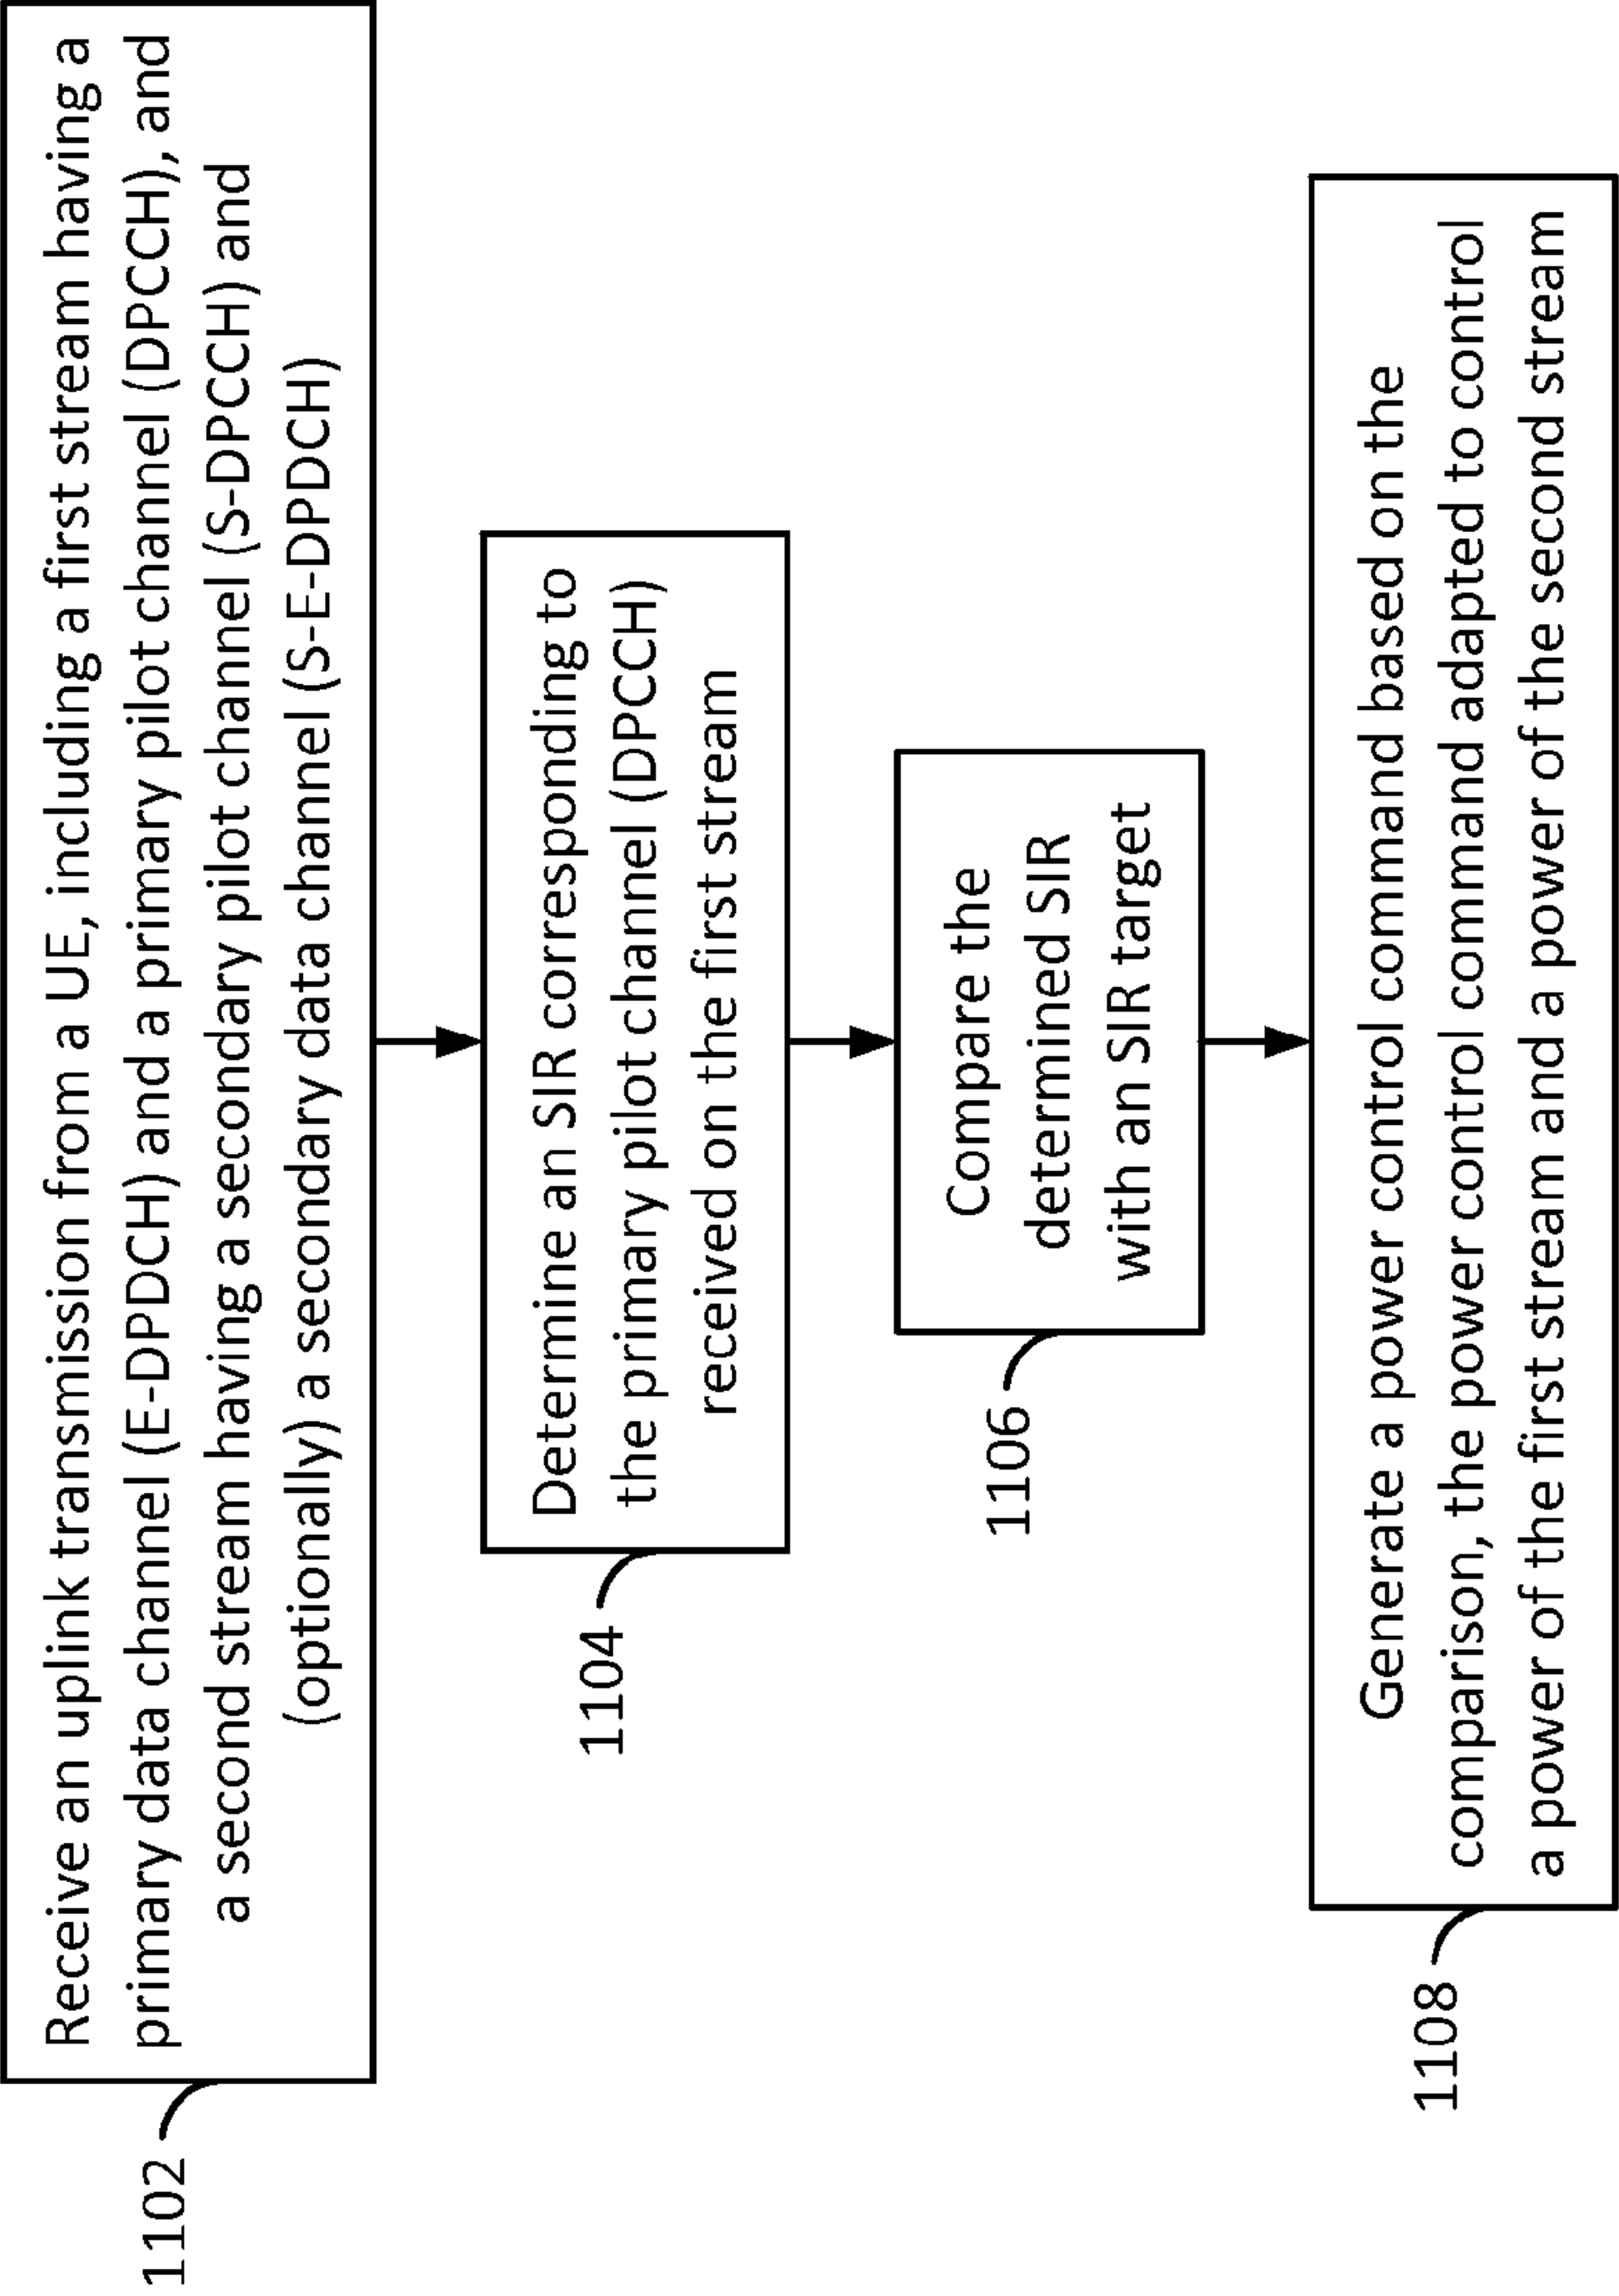 1102
Receive an uplink transmission from a UE, including a first stream having a
primary data channel (E-DPDCH) and a primary pilot channel (DPCCH), and
a second stream having a secondary pilot channel (S-DPCCH) and
(optionally) a secondary data channel (S-E-DPDCH)
1104
Determine an SIR corresponding to
the primary pilot channel (DPCCH)
received on the first stream
1106
Compare the
determined SIR
with an SIR target
1108
Generate a power control command based on the
comparison, the power control command adapted to control
a power of the first stream and a power of the second stream